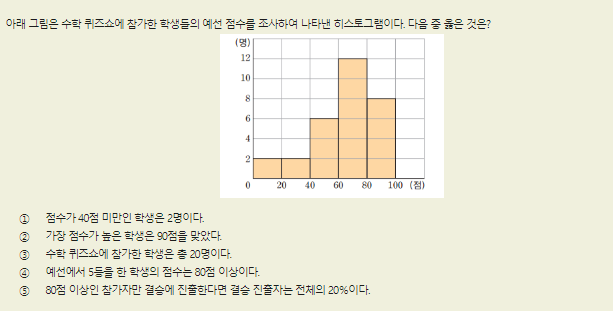 아래 그림은 수학 퀴즈쇼에 참가한 학생들의 예선 점수를 조사하여 나타낸 히스토그램이다. 다음 중 옳은 것은?
(명)
12
10
8
6
4
2
0 20 40 60 80 100 (점)
① 점수가 40점 미만인 학생은 2명이다.
② 가장 점수가 높은 학생은 90점을 맞았다.
③ 수학 퀴즈쇼에 참가한 학생은 총 20명이다.
④ 예선에서 5등을 한 학생의 점수는 80점 이상이다.
⑤ 80점 이상인 참가자만 결승에 진출한다면 결승 진출자는 전체의 20%이다.